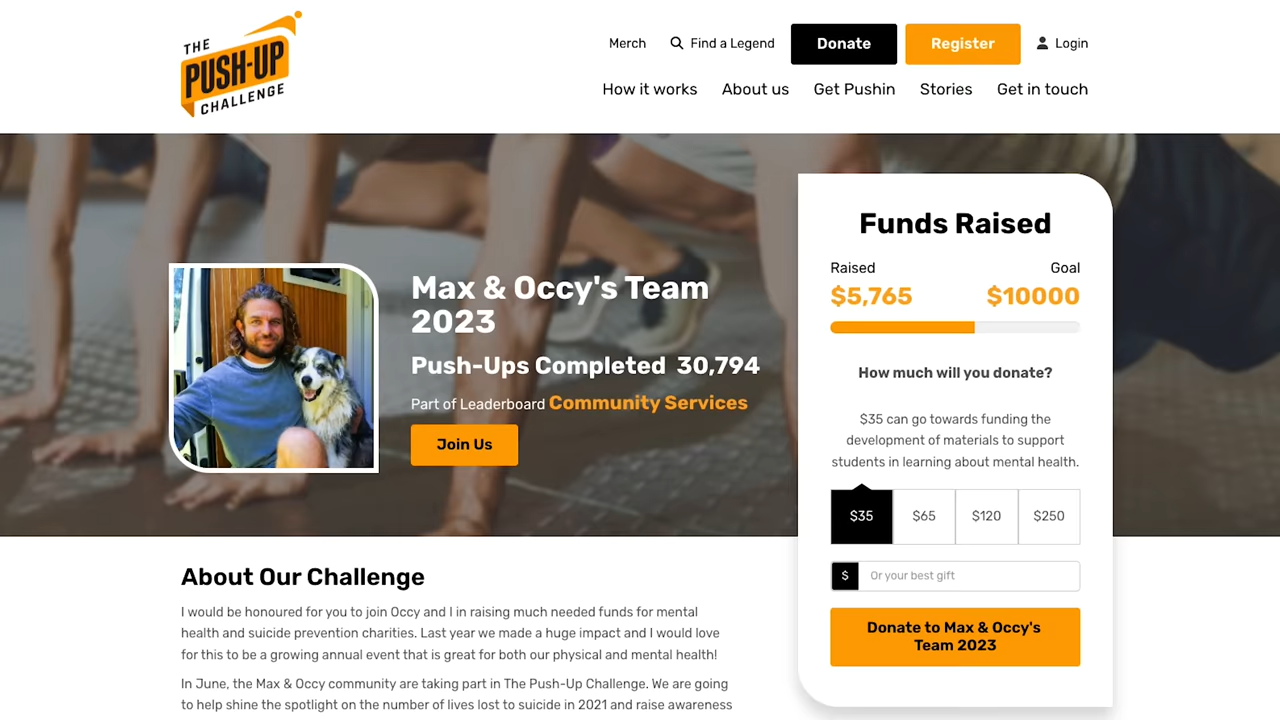 THE
PUSH-UP
CHALLENGE
Merch
Find a Legend
Donate
Register
Login
How it works
About us
Get Pushin
Stories
Get in touch
Max & Occy's Team
2023
Push-Ups Completed 30,794
Part of Leaderboard Community Services
Join Us
Funds Raised
Raised
Goal
$5,765
$10000
How much will you donate?
$35 can go towards funding the
development of materials to support
students in learning about mental health.
$35
$65
$120
$250
$
Or your best gift
Donate to Max & Occy's
Team 2023
About Our Challenge
I would be honoured for you to join Occy and I in raising much needed funds for mental
health and suicide prevention charities. Last year we made a huge impact and I would love
for this to be a growing annual event that is great for both our physical and mental health!
In June, the Max & Occy community are taking part in The Push-Up Challenge. We are going
to help shine the spotlight on the number of lives lost to suicide in 2021 and raise awareness